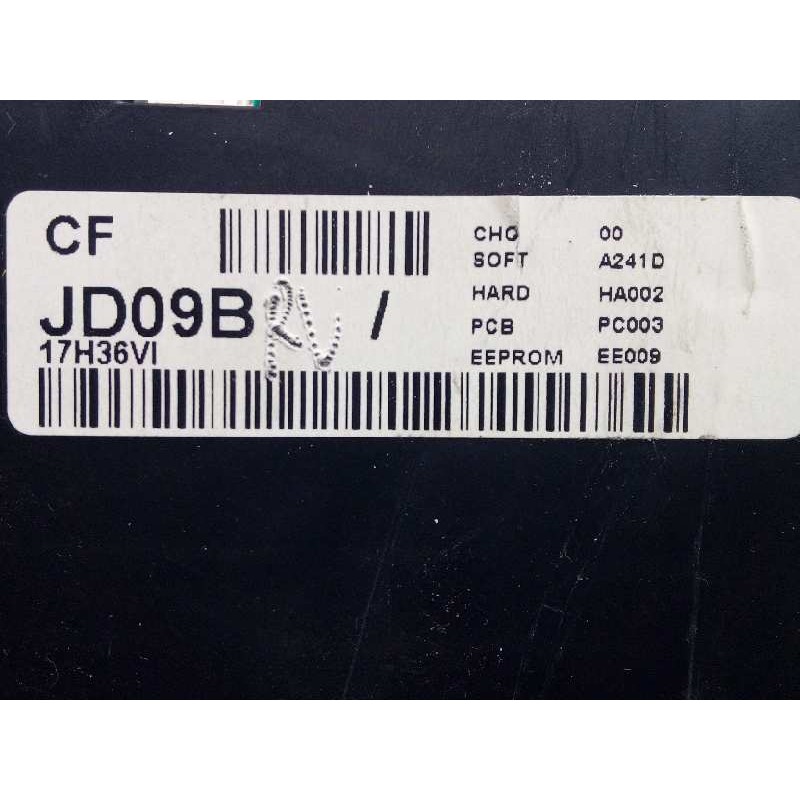 CF
JD09B /
17H36VI
CHG 00
SOFT A241D
HARD HA002
PCB PC003
EEPROM EE009